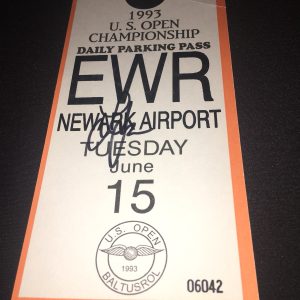 1993
U. S. OPEN
CHAMPIONSHIP
DAILY PARKING PASS
EWR
NEWARK AIRPORT
TUESDAY
June
15
U.S. OPEN
1993
BALTUSROL
06042